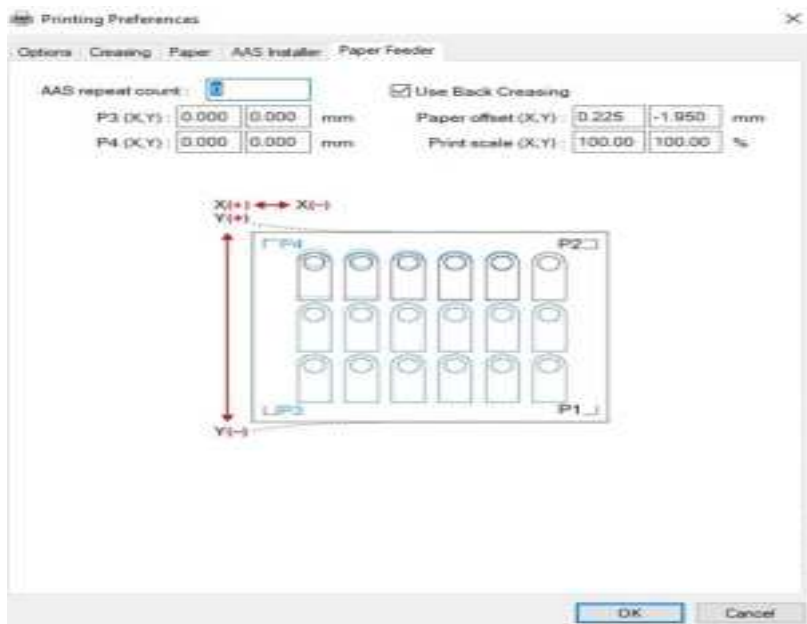 Printing Preferences
Options Creasing Paper AAS Installer Paper Feeder
AAS repeat count : 0 Use Back Creasing
P3 (X,Y) : 0.000 0.000 mm Paper offset (X,Y) : 0.225 -1.950 mm
P4 (X,Y) : 0.000 0.000 mm Print scale (X,Y) : 100.00 100.00 %
X(+) X(-)
Y(+)
P4 P2
P3 P1
Y(-)
OK Cancel